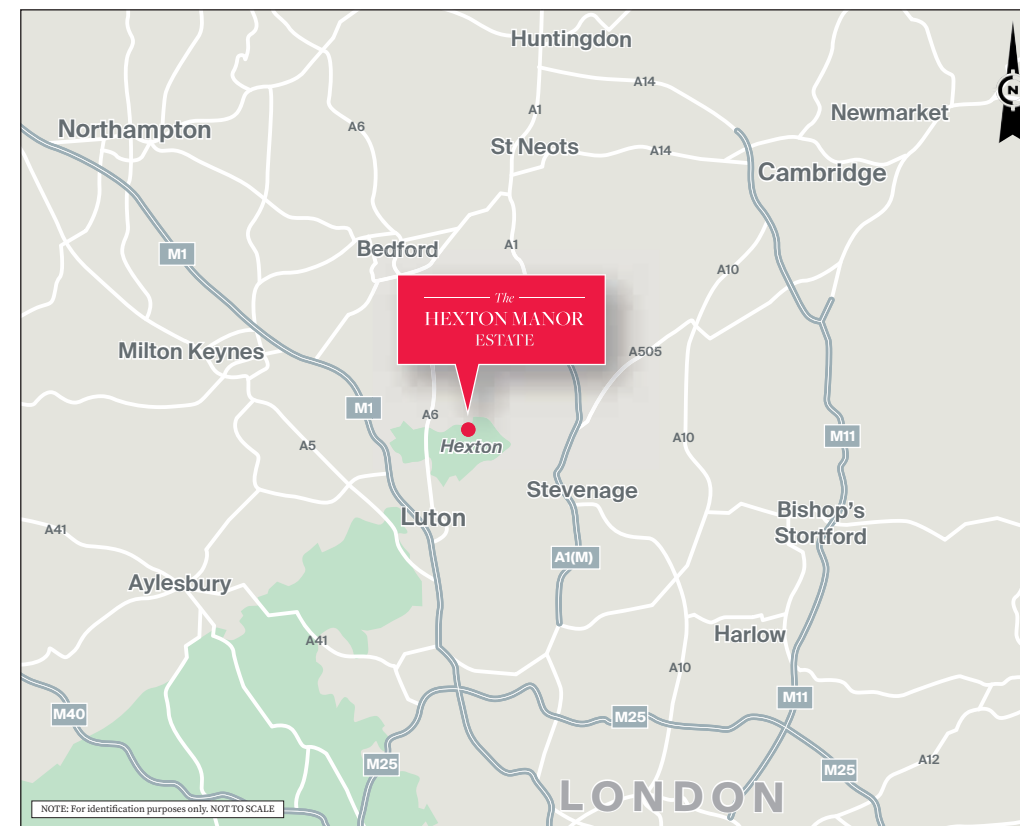 Huntingdon
A14
A1
Newmarket
Northampton
A6
St Neots
A14
Cambridge
Bedford
A1
M1
A10
The
HEXTON MANOR
ESTATE
Milton Keynes
A505
M1
A6
A10
M11
A5
Hexton
Stevenage
Luton
Bishop's
Stortford
A41
A1(M)
Aylesbury
Harlow
A41
A10
M11
M40
M25
M25
A12
M25
LONDON
NOTE: For identification purposes only. NOT TO SCALE
N